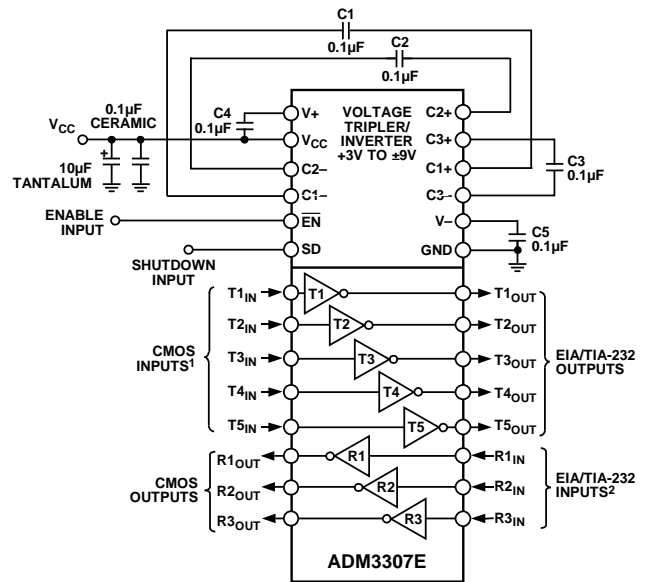 C1
0.1µF
C2
0.1µF
0.1µF
CERAMIC
C4
0.1µF
V+
VOLTAGE
TRIPLER/
INVERTER
+3V TO ±9V
C2+
VCC
VCC
C3+
C3
0.1µF
+
10µF
TANTALUM
C2–
C1+
C1–
C3–
ENABLE
INPUT
EN
V–
C5
0.1µF
SD
GND
SHUTDOWN
INPUT
T1IN
T1
T1OUT
T2IN
T2
T2OUT
CMOS
INPUTS1
T3IN
T3
T3OUT
EIA/TIA-232
OUTPUTS
T4IN
T4
T4OUT
T5IN
T5
T5OUT
CMOS
OUTPUTS
R1OUT
R1
R1IN
R2OUT
R2
R2IN
EIA/TIA-232
INPUTS2
R3OUT
R3
R3IN
ADM3307E